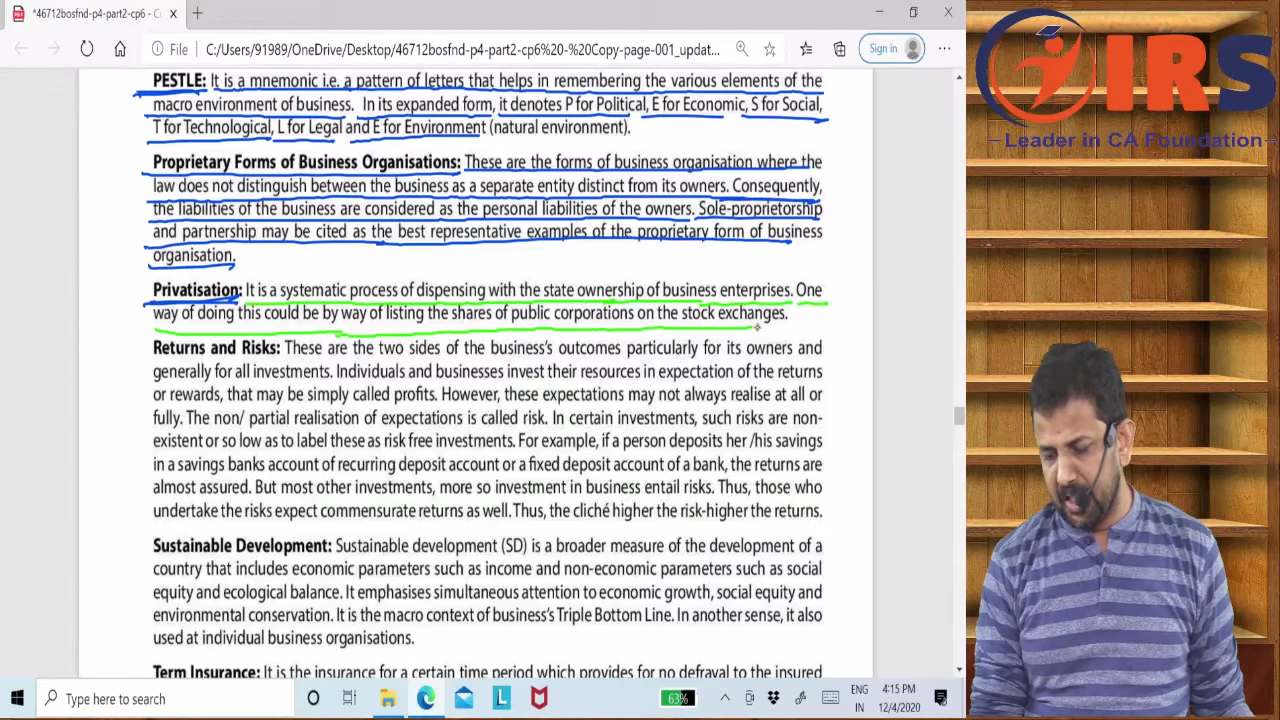 *46712bosfnd-p4-part2-cp6 - C
File
C:/Users/91989/OneDrive/Desktop/46712bosfnd-p4-part2-cp6%20-%20Copy-page-001_updat...
Sign in
IRS
Leader in CA Foundation
PESTLE: It is a mnemonic i.e. a pattern of letters that helps in remembering the various elements of the
macro environment of business. In its expanded form, it denotes P for Political, E for Economic, S for Social,
T for Technological, L for Legal and E for Environment (natural environment).
Proprietary Forms of Business Organisations: These are the forms of business organisation where the
law does not distinguish between the business as a separate entity distinct from its owners. Consequently,
the liabilities of the business are considered as the personal liabilities of the owners. Sole-proprietorship
and partnership may be cited as the best representative examples of the proprietary form of business
organisation.
Privatisation: It is a systematic process of dispensing with the state ownership of business enterprises. One
way of doing this could be by way of listing the shares of public corporations on the stock exchanges.
Returns and Risks: These are the two sides of the business's outcomes particularly for its owners and
generally for all investments. Individuals and businesses invest their resources in expectation of the returns
or rewards, that may be simply called profits. However, these expectations may not always realise at all or
fully. The non/ partial realisation of expectations is called risk. In certain investments, such risks are non-
existent or so low as to label these as risk free investments. For example, if a person deposits her /his savings
in a savings banks account of recurring deposit account or a fixed deposit account of a bank, the returns are
almost assured. But most other investments, more so investment in business entail risks. Thus, those who
undertake the risks expect commensurate returns as well. Thus, the cliché higher the risk-higher the returns.
Sustainable Development: Sustainable development (SD) is a broader measure of the development of a
country that includes economic parameters such as income and non-economic parameters such as social
equity and ecological balance. It emphasises simultaneous attention to economic growth, social equity and
environmental conservation. It is the macro context of business's Triple Bottom Line. In another sense, it also
used at individual business organisations.
Term Insurance: It is the insurance for a certain time period which provides for no defrayal to the insured
Type here to search
63%
ENG
IN
4:15 PM
12/4/2020